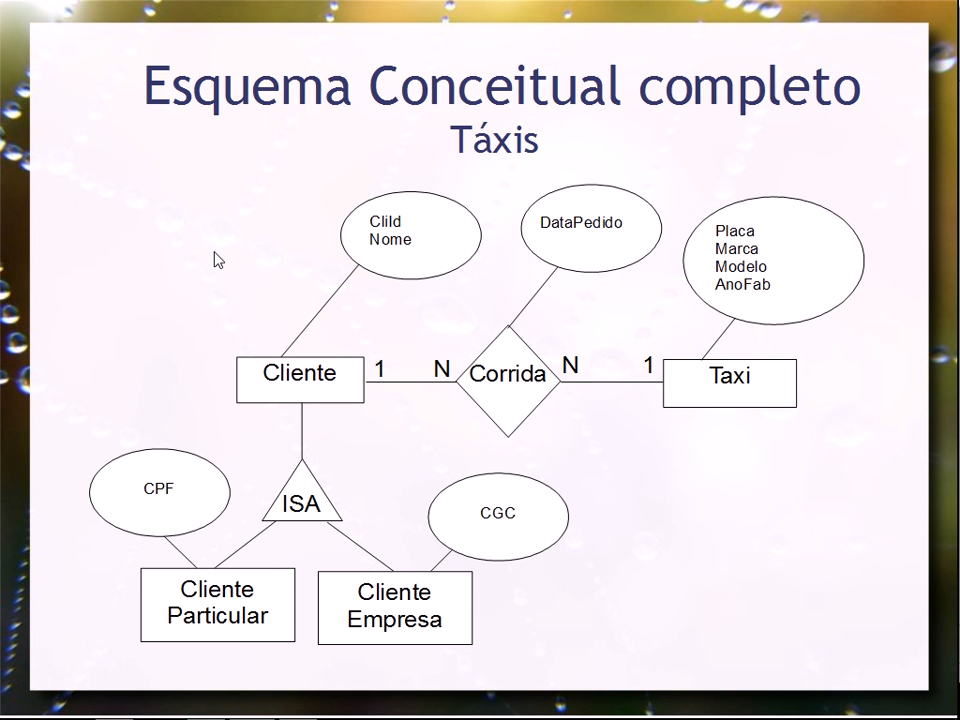 Esquema Conceitual completo
Táxis
CliId
Nome
DataPedido
Placa
Marca
Modelo
AnoFab
Cliente
1
N
Corrida
N
1
Taxi
CPF
ISA
CGC
Cliente
Particular
Cliente
Empresa